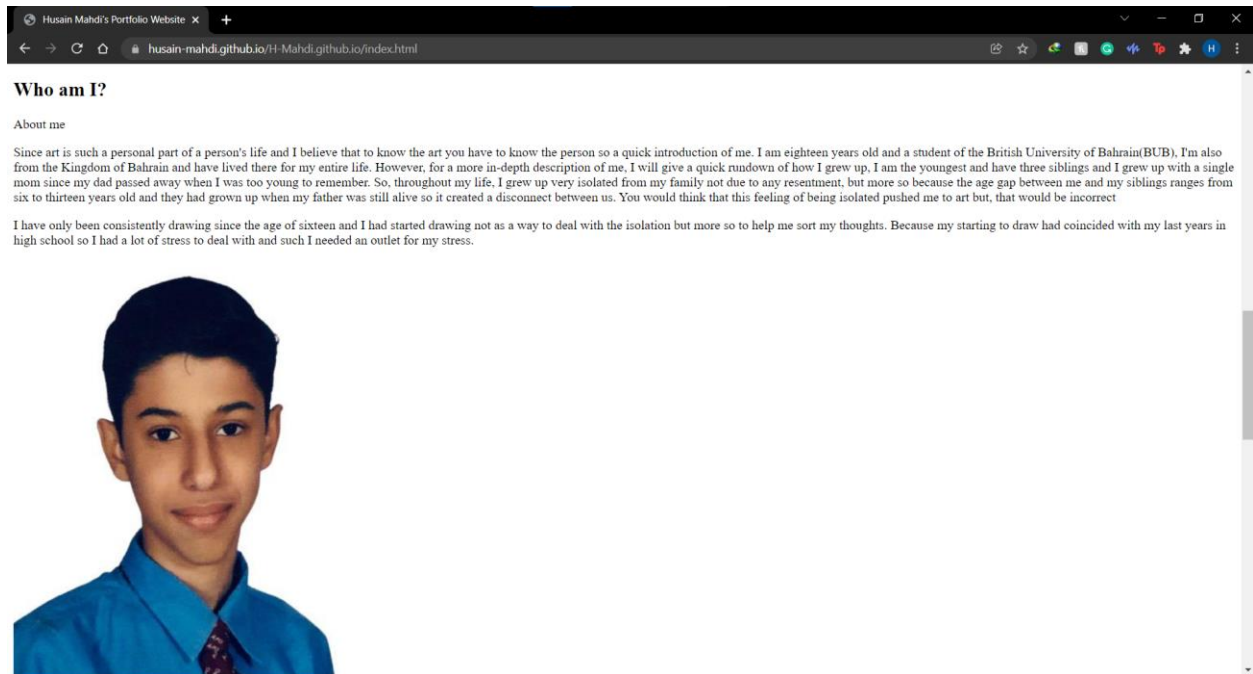 Husain Mahdi's Portfolio Website
husain-mahdi.github.io/H-Mahdi.github.io/index.html
Tp
H
Who am I?
About me
Since art is such a personal part of a person's life and I believe that to know the art you have to know the person so a quick introduction of me. I am eighteen years old and a student of the British University of Bahrain(BUB), I'm also
from the Kingdom of Bahrain and have lived there for my entire life. However, for a more in-depth description of me, I will give a quick rundown of how I grew up, I am the youngest and have three siblings and I grew up with a single
mom since my dad passed away when I was too young to remember. So, throughout my life, I grew up very isolated from my family not due to any resentment, but more so because the age gap between me and my siblings ranges from
six to thirteen years old and they had grown up when my father was still alive so it created a disconnect between us. You would think that this feeling of being isolated pushed me to art but, that would be incorrect
I have only been consistently drawing since the age of sixteen and I had started drawing not as a way to deal with the isolation but more so to help me sort my thoughts. Because my starting to draw had coincided with my last years in
high school so I had a lot of stress to deal with and such I needed an outlet for my stress.